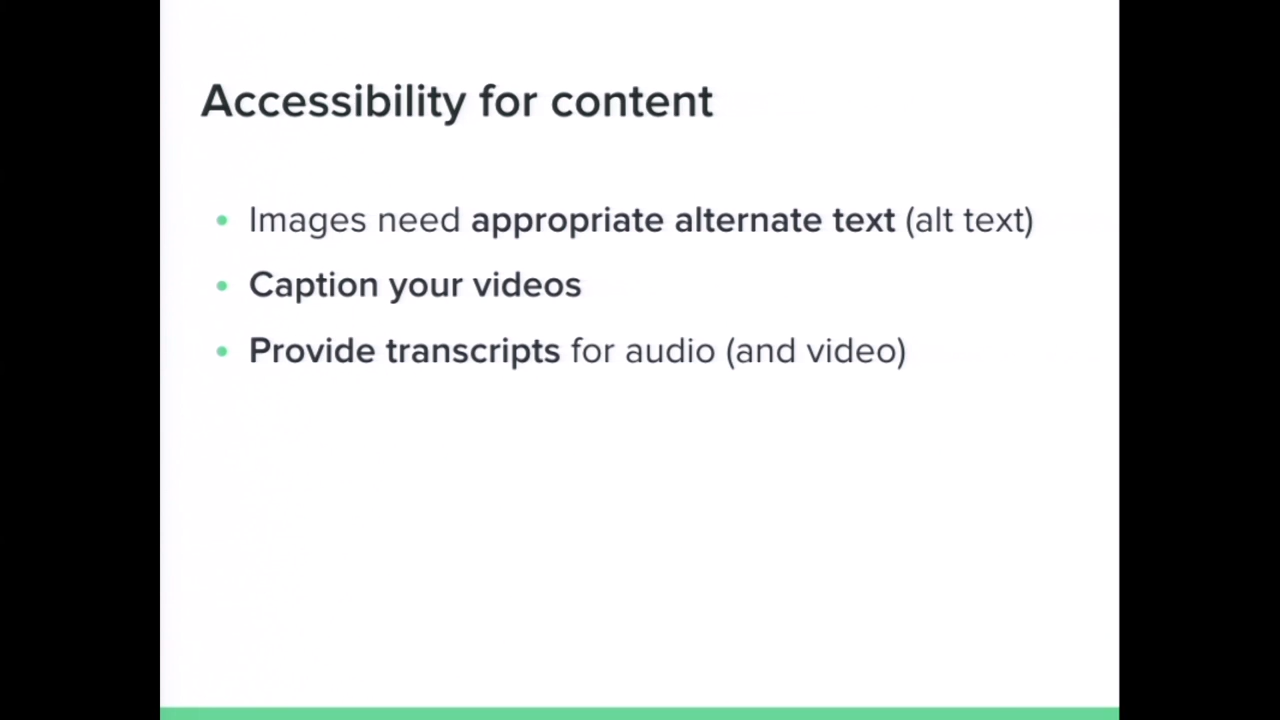 Accessibility for content
Images need appropriate alternate text (alt text)
Caption your videos
Provide transcripts for audio (and video)